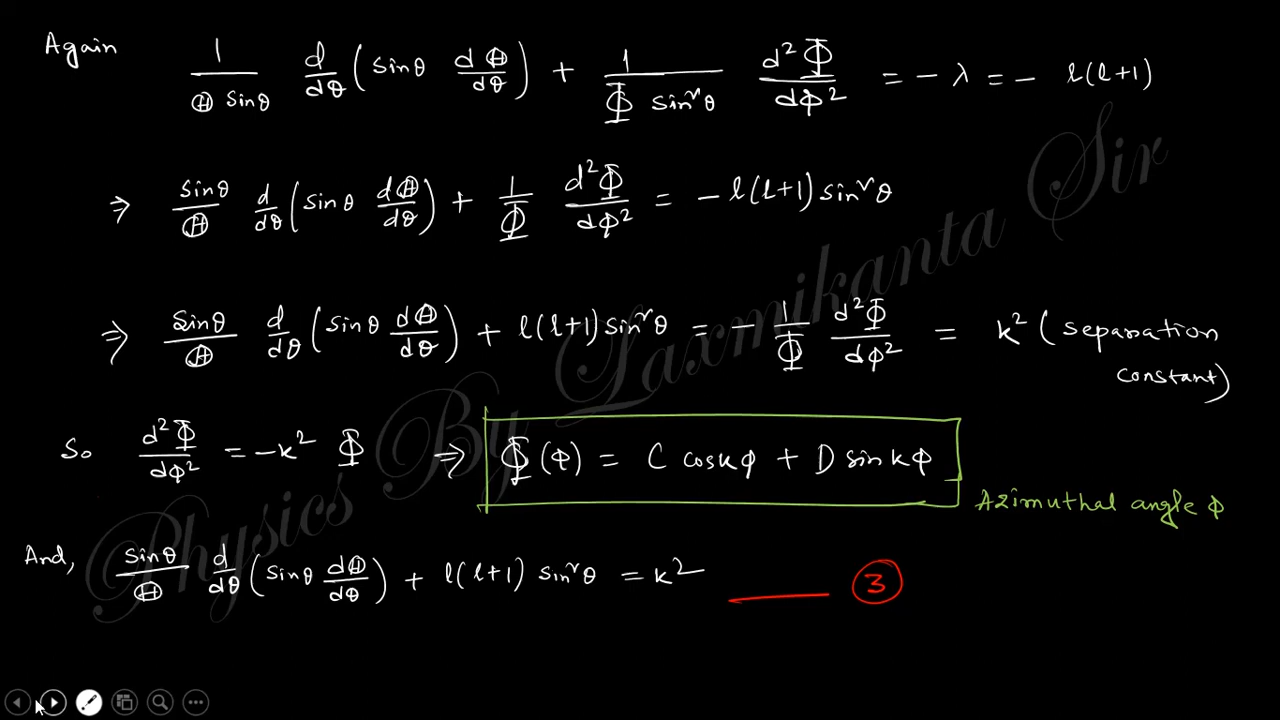 Again 1/(Θ sinθ) d/dθ (sinθ dΘ/dθ) + 1/(Φ sin²θ) d²Φ/dφ² = - λ = - l(l+1)
⇒ sinθ/Θ d/dθ (sinθ dΘ/dθ) + 1/Φ d²Φ/dφ² = - l(l+1) sin²θ
⇒ sinθ/Θ d/dθ (sinθ dΘ/dθ) + l(l+1) sin²θ = - 1/Φ d²Φ/dφ² = k² (separation
constant)
So d²Φ/dφ² = -k² Φ ⇒ Φ(φ) = C coskφ + D sinkφ
Azimuthal angle φ
And, sinθ/Θ d/dθ (sinθ dΘ/dθ) + l(l+1) sin²θ = k² ——— ③
Physics By Laxmikanta Sir